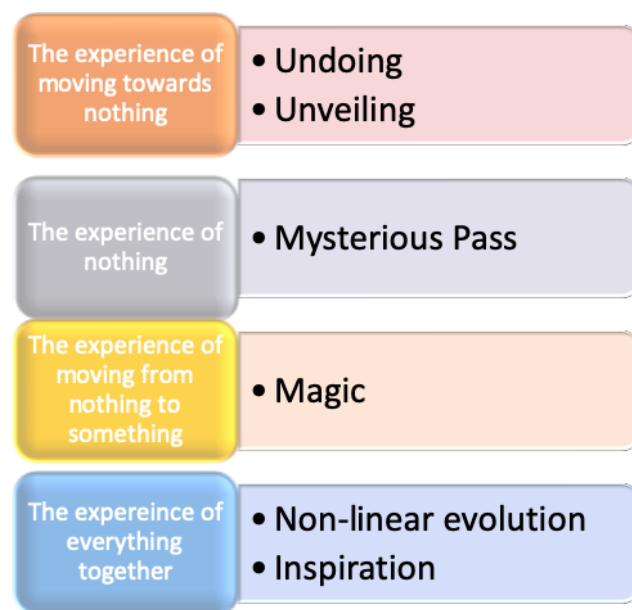 The experience of
moving towards
nothing
• Undoing
• Unveiling
The experience of
nothing
• Mysterious Pass
The experience of
moving from
nothing to
something
• Magic
The expereince of
everything
together
• Non-linear evolution
• Inspiration